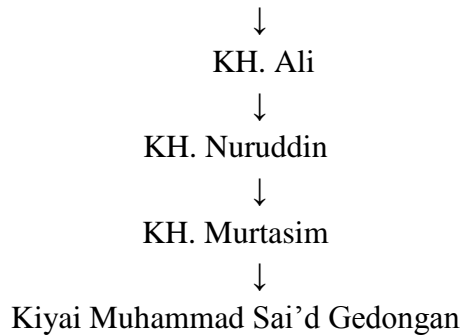 ↓
KH. Ali
↓
KH. Nuruddin
↓
KH. Murtasim
↓
Kiyai Muhammad Sai’d Gedongan